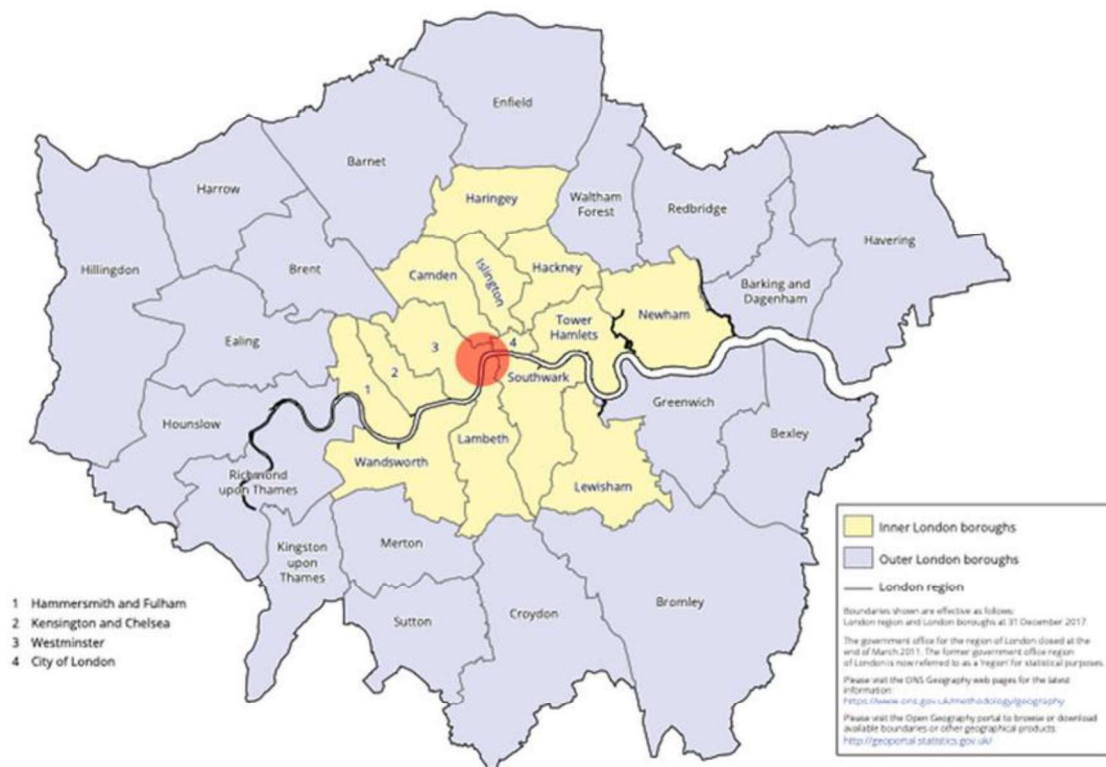 Enfield
Barnet
Harrow
Haringey
Waltham
Forest
Redbridge
Havering
Hillingdon
Brent
Camden
Islington
Hackney
Barking and
Dagenham
Tower
Hamlets
Newham
Ealing
3
4
2
1
Southwark
Hounslow
Greenwich
Bexley
Lambeth
Wandsworth
Richmond
upon Thames
Lewisham
Kingston
upon
Thames
Merton
Sutton
Croydon
Bromley
1 Hammersmith and Fulham
2 Kensington and Chelsea
3 Westminster
4 City of London
Inner London boroughs
Outer London boroughs
London region
Boundaries shown are effective as follows:
London region and London boroughs at 31 December 2017.
The government office for the region of London closed at the
end of March 2011. The former government office region
of London is now referred to as a 'region' for statistical purposes.
Please visit the ONS Geography web pages for the latest
information:
https://www.ons.gov.uk/methodology/geography
Please visit the Open Geography portal to browse or download
available boundaries or other geographical products:
http://geoportal.statistics.gov.uk/